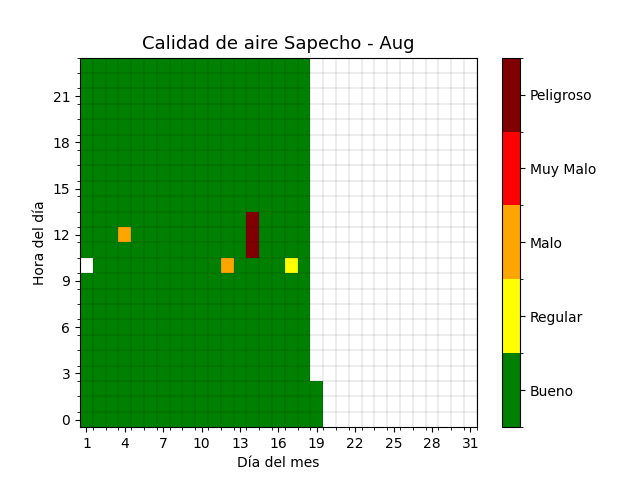 Calidad de aire Sapecho - Aug
Hora del día
21
18
15
12
9
6
3
0
1 4 7 10 13 16 19 22 25 28 31
Día del mes
Peligroso
Muy Malo
Malo
Regular
Bueno